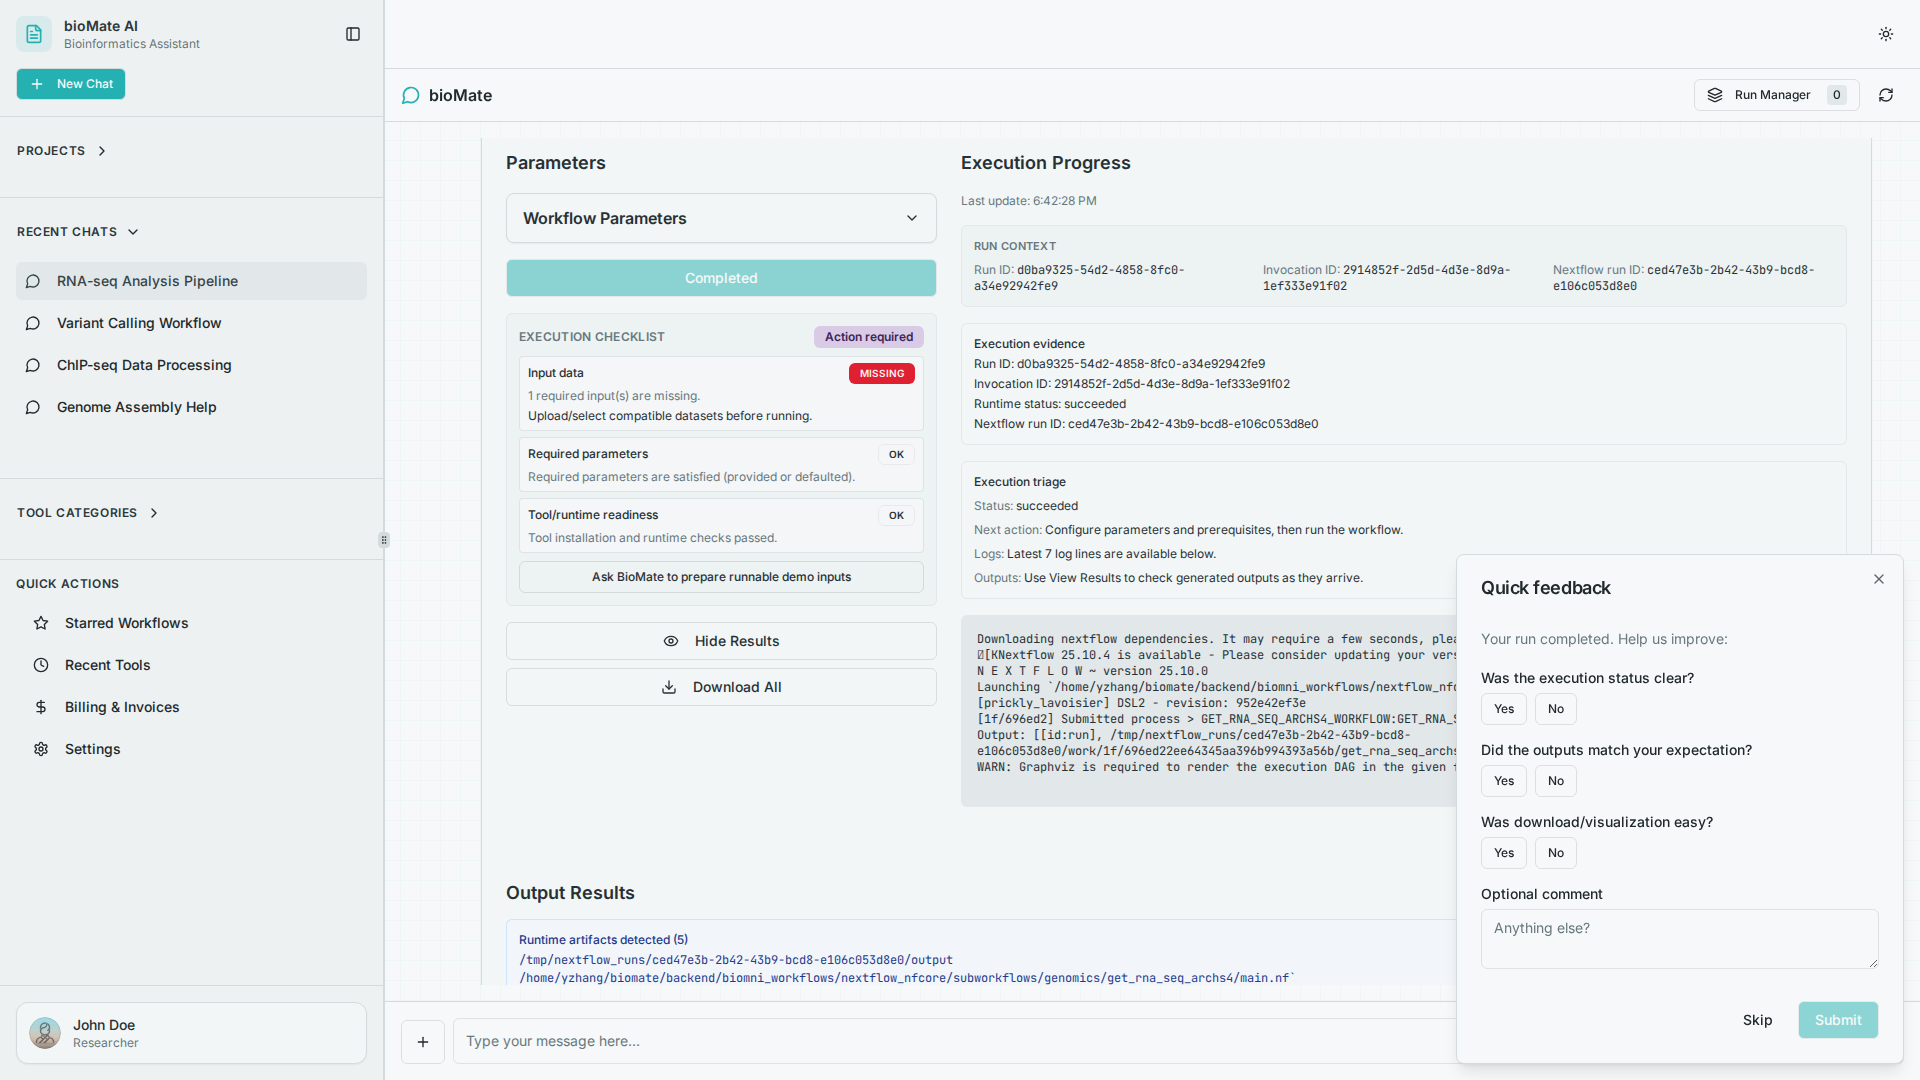 bioMate AI
Bioinformatics Assistant
New Chat
PROJECTS
RECENT CHATS
RNA-seq Analysis Pipeline
Variant Calling Workflow
ChIP-seq Data Processing
Genome Assembly Help
TOOL CATEGORIES
QUICK ACTIONS
Starred Workflows
Recent Tools
Billing & Invoices
Settings
John Doe
Researcher
bioMate
Run Manager 0
Parameters
Workflow Parameters
Completed
EXECUTION CHECKLIST
Action required
Input data
MISSING
1 required input(s) are missing.
Upload/select compatible datasets before running.
Required parameters
OK
Required parameters are satisfied (provided or defaulted).
Tool/runtime readiness
OK
Tool installation and runtime checks passed.
Ask BioMate to prepare runnable demo inputs
Hide Results
Download All
Execution Progress
Last update: 6:42:28 PM
RUN CONTEXT
Run ID: d0ba9325-54d2-4858-8fc0-
a34e92942fe9
Invocation ID: 2914852f-2d5d-4d3e-8d9a-
1ef333e91f02
Nextflow run ID: ced47e3b-2b42-43b9-bcd8-
e106c053d8e0
Execution evidence
Run ID: d0ba9325-54d2-4858-8fc0-a34e92942fe9
Invocation ID: 2914852f-2d5d-4d3e-8d9a-1ef333e91f02
Runtime status: succeeded
Nextflow run ID: ced47e3b-2b42-43b9-bcd8-e106c053d8e0
Execution triage
Status: succeeded
Next action: Configure parameters and prerequisites, then run the workflow.
Logs: Latest 7 log lines are available below.
Outputs: Use View Results to check generated outputs as they arrive.
Downloading nextflow dependencies. It may require a few seconds, plea
[KNextflow 25.10.4 is available - Please consider updating your vers
N E X T F L O W ~ version 25.10.0
Launching `/home/yzhang/biomate/backend/biomni_workflows/nextflow_nfc
[prickly_lavoisier] DSL2 - revision: 952e42ef3e
[1f/696ed2] Submitted process > GET_RNA_SEQ_ARCHS4_WORKFLOW:GET_RNA_S
Output: [[id:run], /tmp/nextflow_runs/ced47e3b-2b42-43b9-bcd8-
e106c053d8e0/work/1f/696ed22ee64345aa396b994393a56b/get_rna_seq_archs
WARN: Graphviz is required to render the execution DAG in the given f
Output Results
Runtime artifacts detected (5)
/tmp/nextflow_runs/ced47e3b-2b42-43b9-bcd8-e106c053d8e0/output
/home/yzhang/biomate/backend/biomni_workflows/nextflow_nfcore/subworkflows/genomics/get_rna_seq_archs4/main.nf`
Type your message here...
Quick feedback
Your run completed. Help us improve:
Was the execution status clear?
Yes No
Did the outputs match your expectation?
Yes No
Was download/visualization easy?
Yes No
Optional comment
Anything else?
Skip Submit